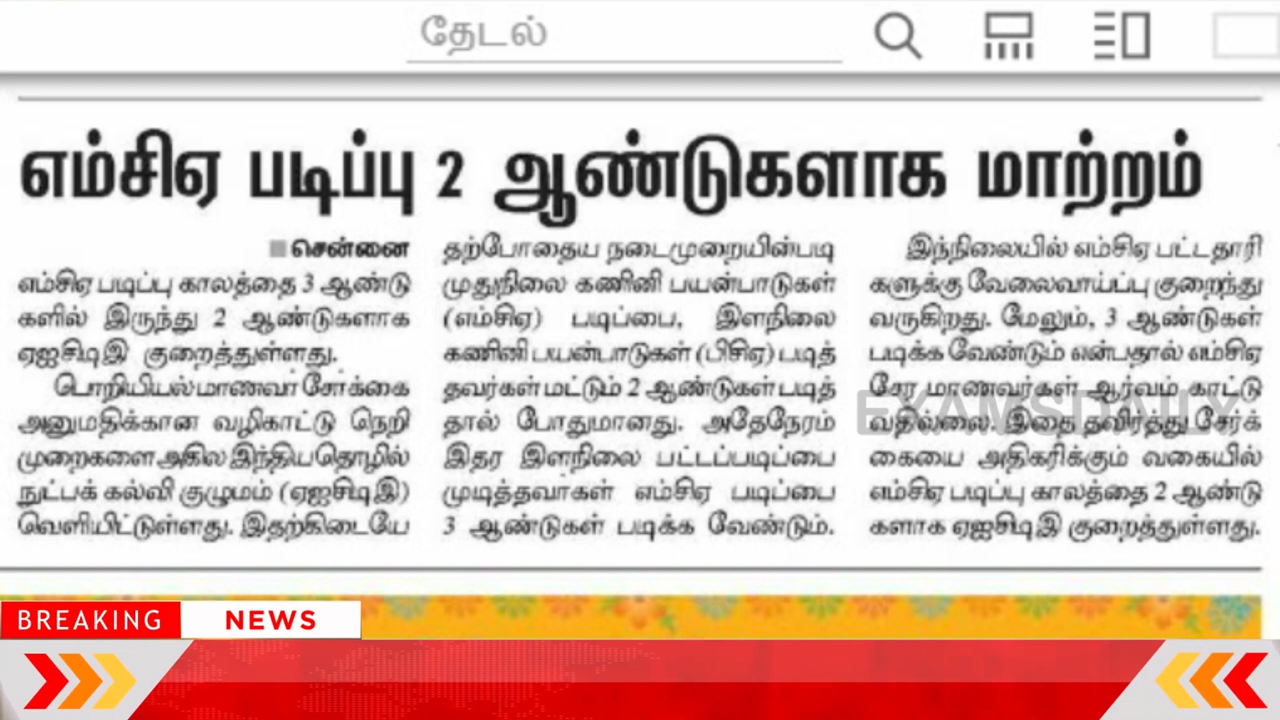 தேடல்
எம்சிஏ படிப்பு 2 ஆண்டுகளாக மாற்றம்
சென்னை
எம்சிஏ படிப்பு காலத்தை 3 ஆண்டு
களில் இருந்து 2 ஆண்டுகளாக
ஏஐசிடிஇ குறைத்துள்ளது.
பொறியியல் மாணவர் சேர்க்கை
அனுமதிக்கான வழிகாட்டு நெறி
முறைகளை அகில இந்திய தொழில்
நுட்பக் கல்வி குழுமம் (ஏஐசிடிஇ)
வெளியிட்டுள்ளது. இதற்கிடையே
தற்போதைய நடைமுறையின்படி
முதுநிலை கணினி பயன்பாடுகள்
(எம்சிஏ) படிப்பை, இளநிலை
கணினி பயன்பாடுகள் (பிசிஏ) படித்
தவர்கள் மட்டும் 2 ஆண்டுகள் படித்
தால் போதுமானது. அதேநேரம்
இதர இளநிலை பட்டப்படிப்பை
முடித்தவர்கள் எம்சிஏ படிப்பை
3 ஆண்டுகள் படிக்க வேண்டும்.
இந்நிலையில் எம்சிஏ பட்டதாரி
களுக்கு வேலைவாய்ப்பு குறைந்து
வருகிறது. மேலும், 3 ஆண்டுகள்
படிக்க வேண்டும் என்பதால் எம்சிஏ
சேர மாணவர்கள் ஆர்வம் காட்டு
வதில்லை. இதை தவிர்த்து சேர்க்
கையை அதிகரிக்கும் வகையில்
எம்சிஏ படிப்பு காலத்தை 2 ஆண்டு
களாக ஏஐசிடிஇ குறைத்துள்ளது.
EXAMSDAILY
BREAKING NEWS